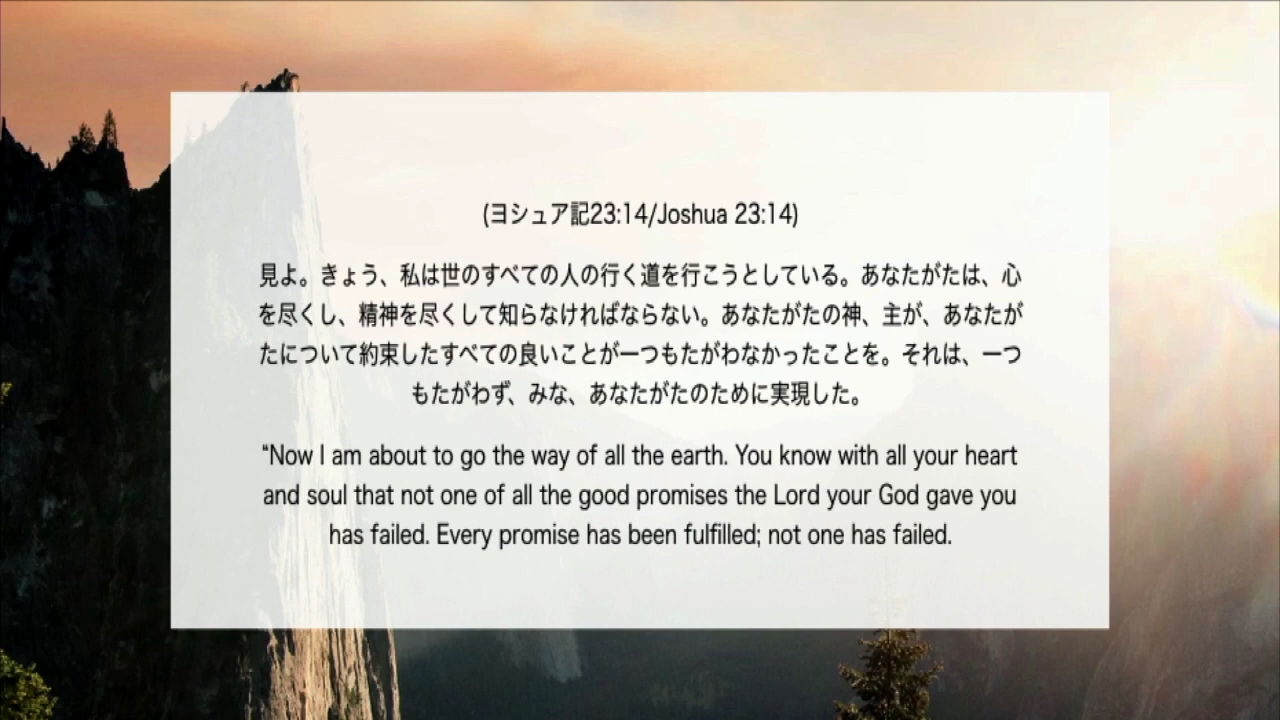 (ヨシュア記23:14/Joshua 23:14)
見よ。きょう、私は世のすべての人の行く道を行こうとしている。あなたがたは、心
を尽くし、精神を尽くして知らなければならない。あなたがたの神、主が、あなたが
たについて約束したすべての良いことが一つもたがわなかったことを。それは、一つ
もたがわず、みな、あなたがたのために実現した。
“Now I am about to go the way of all the earth. You know with all your heart
and soul that not one of all the good promises the Lord your God gave you
has failed. Every promise has been fulfilled; not one has failed.